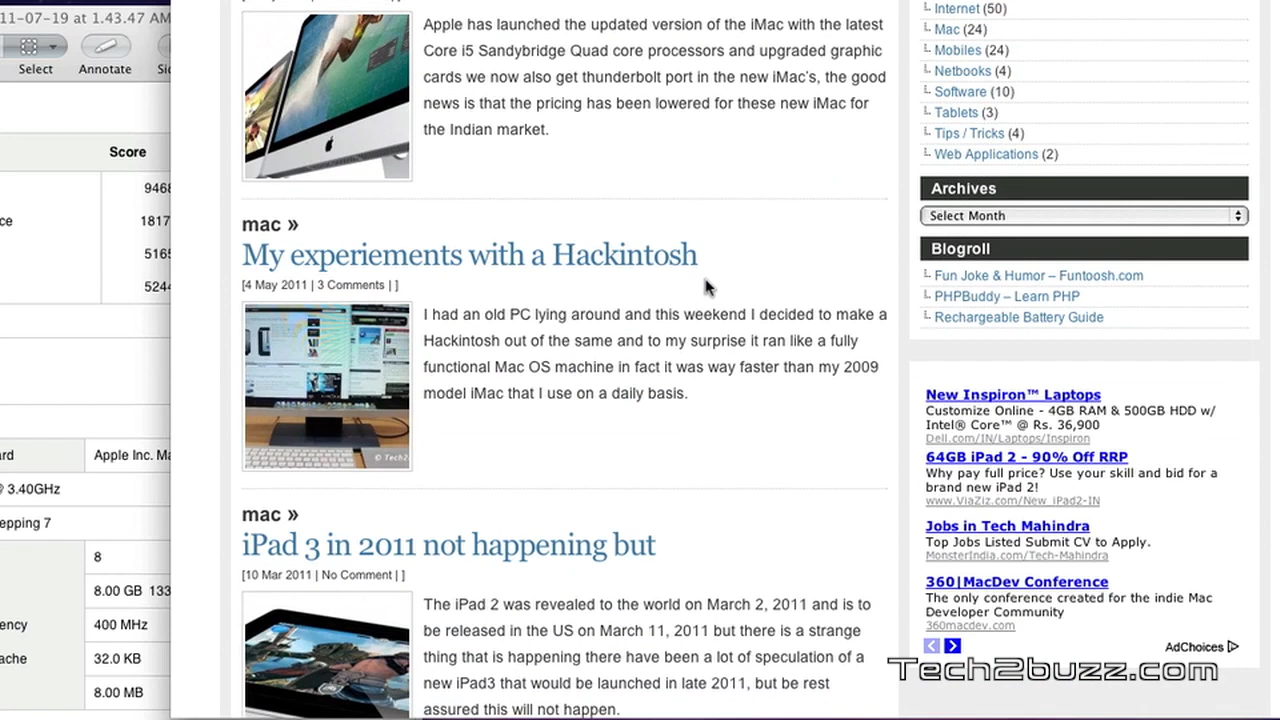 11-07-19 at 1.43.47 AM
Select
Annotate
Score
9468
ce
1817
5165
5244
ard
Apple Inc. Ma
@ 3.40GHz
epping 7
8
8.00 GB 133
ency
400 MHz
ache
32.0 KB
8.00 MB
Apple has launched the updated version of the iMac with the latest
Core i5 Sandybridge Quad core processors and upgraded graphic
cards we now also get thunderbolt port in the new iMac's, the good
news is that the pricing has been lowered for these new iMac for
the Indian market.
mac »
My experiements with a Hackintosh
[4 May 2011 | 3 Comments | ]
I had an old PC lying around and this weekend I decided to make a
Hackintosh out of the same and to my surprise it ran like a fully
functional Mac OS machine in fact it was way faster than my 2009
model iMac that I use on a daily basis.
© Tech2
mac »
iPad 3 in 2011 not happening but
[10 Mar 2011 | No Comment | ]
The iPad 2 was revealed to the world on March 2, 2011 and is to
be released in the US on March 11, 2011 but there is a strange
thing that is happening there have been a lot of speculation of a
new iPad3 that would be launched in late 2011, but be rest
assured this will not happen.
Internet (50)
Mac (24)
Mobiles (24)
Netbooks (4)
Software (10)
Tablets (3)
Tips / Tricks (4)
Web Applications (2)
Archives
Select Month
Blogroll
Fun Joke & Humor – Funtoosh.com
PHPBuddy – Learn PHP
Rechargeable Battery Guide
New Inspiron™ Laptops
Customize Online - 4GB RAM & 500GB HDD w/
Intel® Core™ @ Rs. 36,900
Dell.com/IN/Laptops/Inspiron
64GB iPad 2 - 90% Off RRP
Why pay full price? Use your skill and bid for a
brand new iPad 2!
www.ViaZiz.com/New_iPad2-IN
Jobs in Tech Mahindra
Top Jobs Listed Submit CV to Apply.
MonsterIndia.com/Tech-Mahindra
360|MacDev Conference
The only conference created for the indie Mac
Developer Community
360macdev.com
AdChoices
Tech2buzz.com